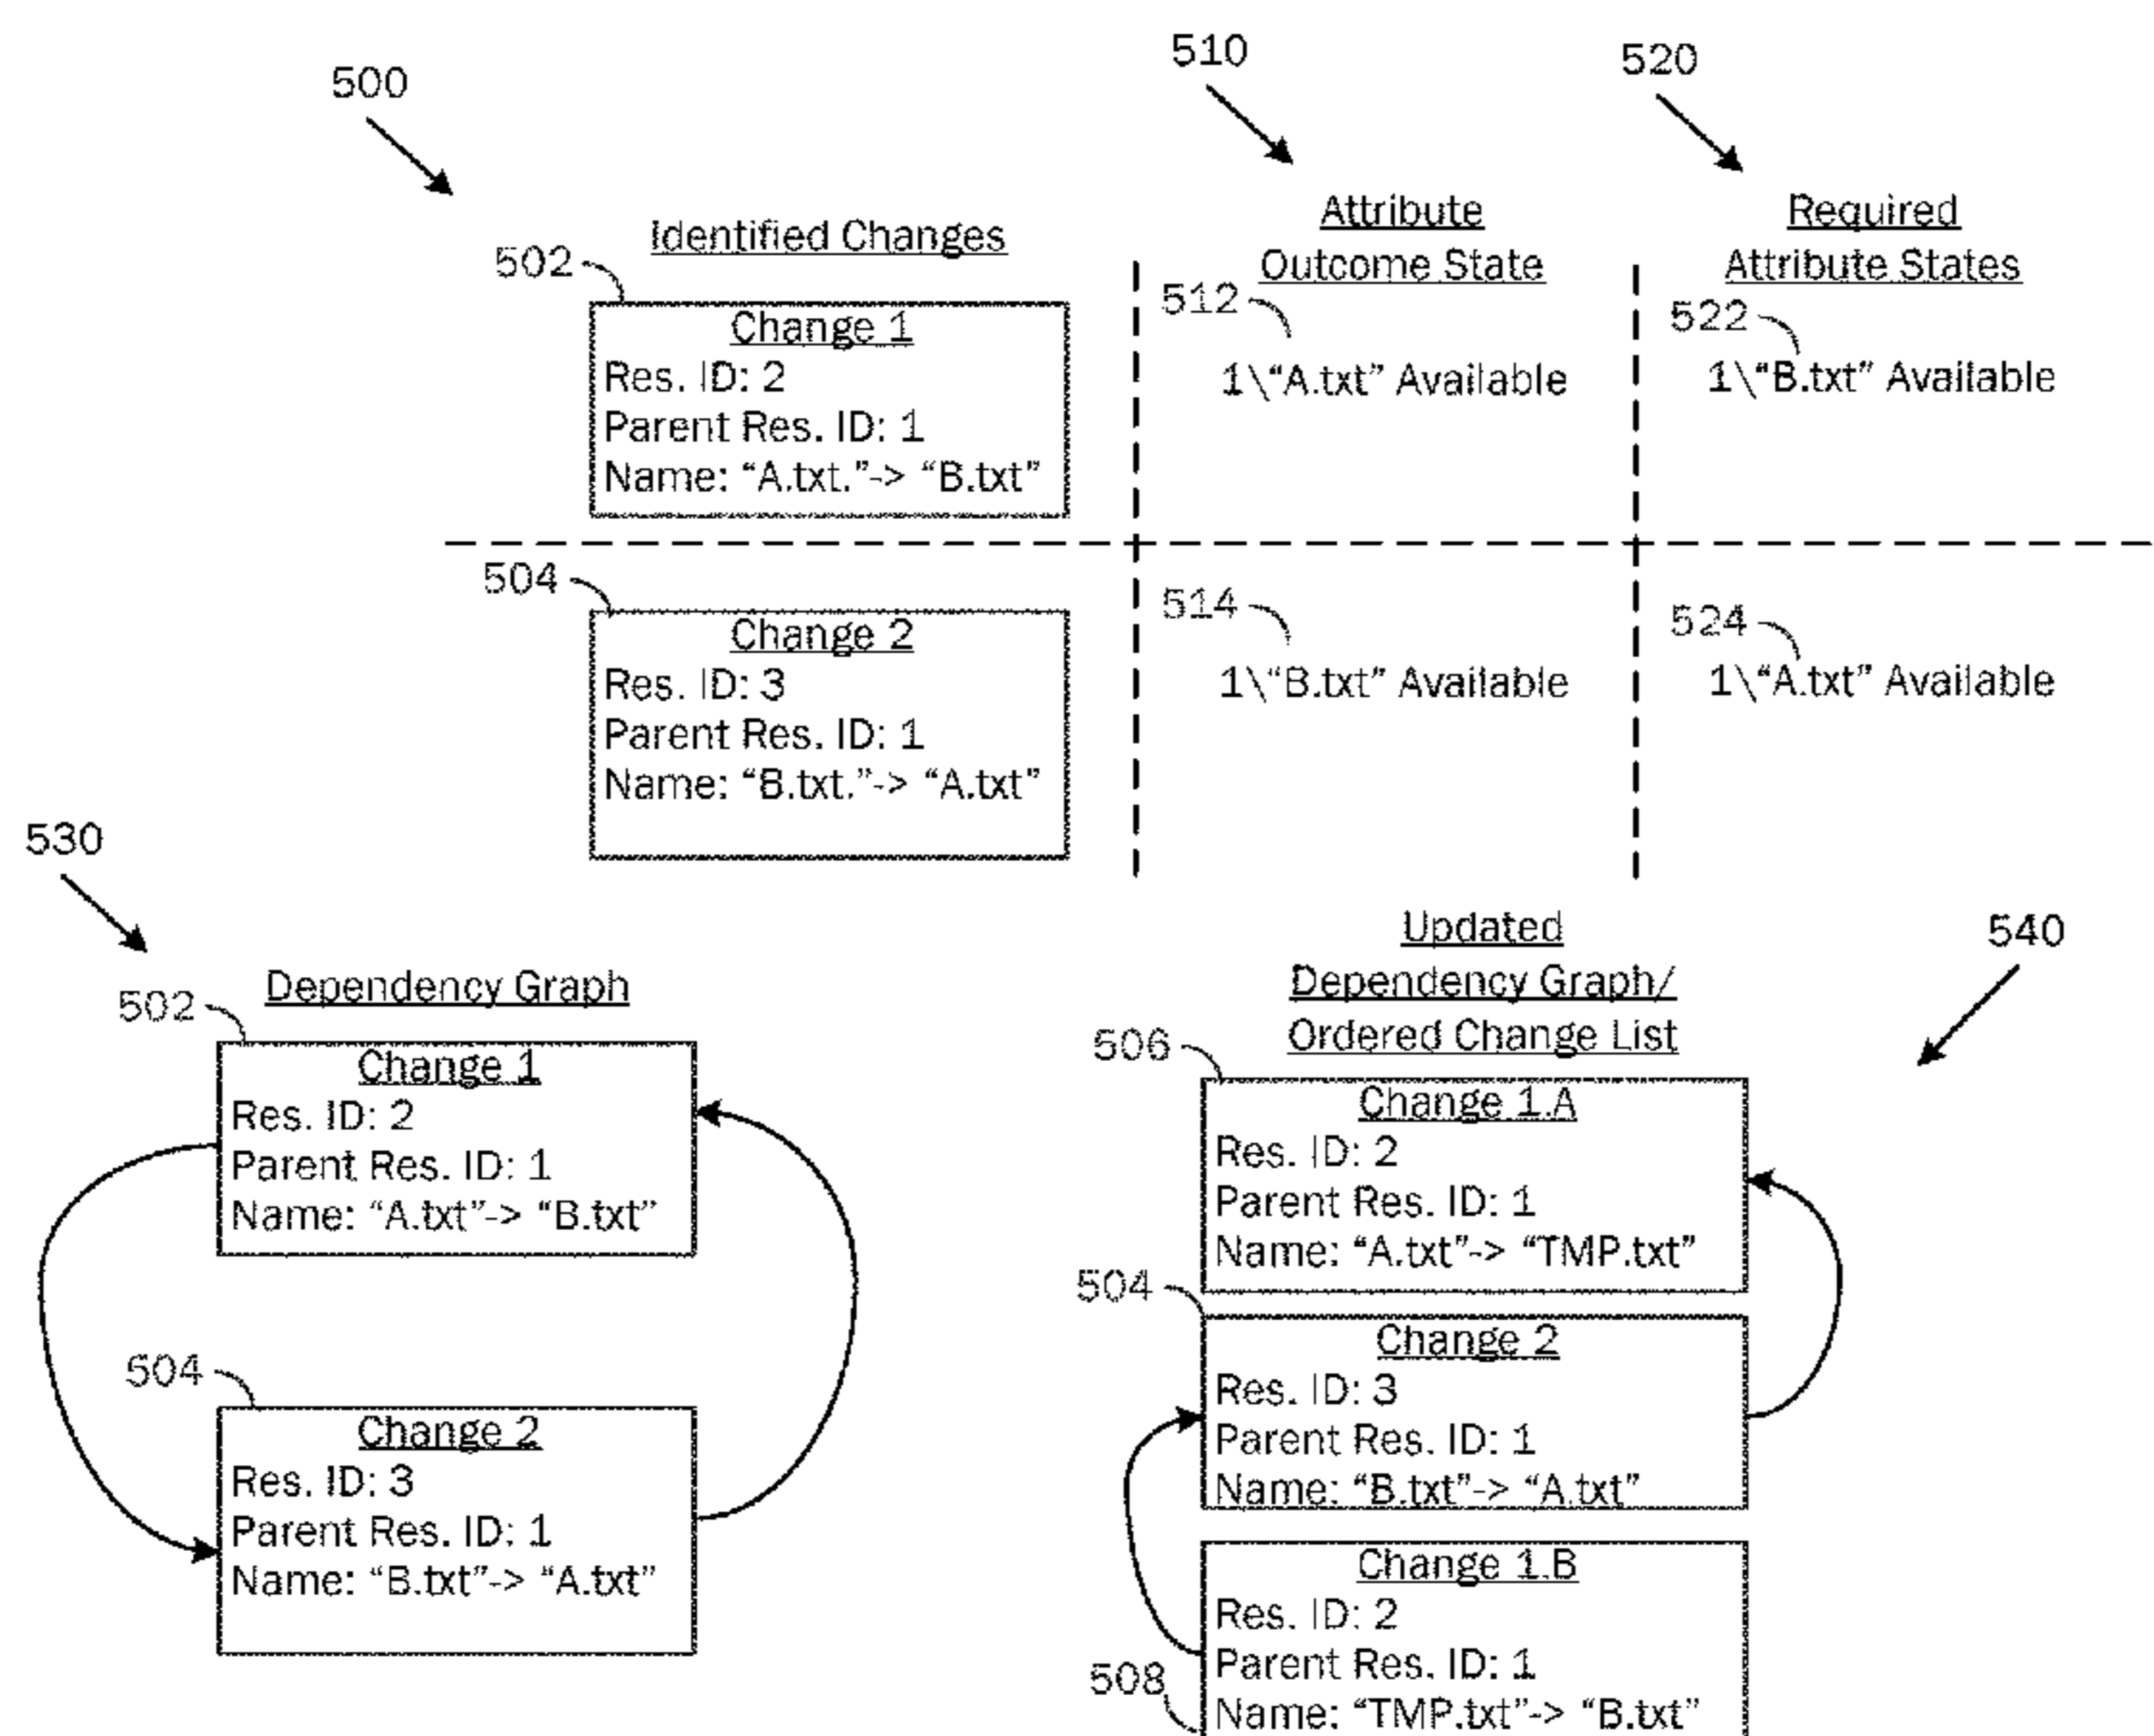 500
510
520
Identified Changes
Attribute
Outcome State
Required
Attribute States
502
Change 1
Res. ID: 2
Parent Res. ID: 1
Name: “A.txt.”-> “B.txt”
512
1\“A.txt” Available
522
1\“B.txt” Available
504
Change 2
Res. ID: 3
Parent Res. ID: 1
Name: “B.txt.”-> “A.txt”
514
1\“B.txt” Available
524
1\“A.txt” Available
530
Dependency Graph
502
Change 1
Res. ID: 2
Parent Res. ID: 1
Name: “A.txt”-> “B.txt”
504
Change 2
Res. ID: 3
Parent Res. ID: 1
Name: “B.txt”-> “A.txt”
540
Updated
Dependency Graph/
Ordered Change List
506
Change 1.A
Res. ID: 2
Parent Res. ID: 1
Name: “A.txt”-> “TMP.txt”
504
Change 2
Res. ID: 3
Parent Res. ID: 1
Name: “B.txt”-> “A.txt”
508
Change 1.B
Res. ID: 2
Parent Res. ID: 1
Name: “TMP.txt”-> “B.txt”